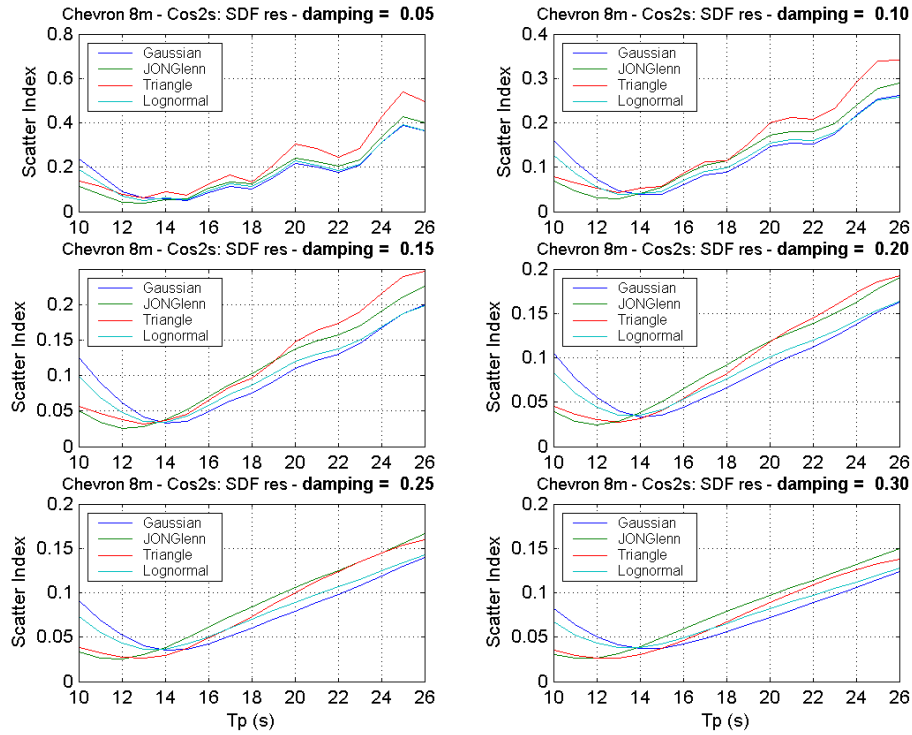 Chevron 8m - Cos2s: SDF res - damping = 0.05
Scatter Index
0.8
0.6
0.4
0.2
0
Gaussian
JONGlenn
Triangle
Lognormal
10 12 14 16 18 20 22 24 26
Chevron 8m - Cos2s: SDF res - damping = 0.10
Scatter Index
0.4
0.3
0.2
0.1
0
Gaussian
JONGlenn
Triangle
Lognormal
10 12 14 16 18 20 22 24 26
Chevron 8m - Cos2s: SDF res - damping = 0.15
Scatter Index
0.2
0.15
0.1
0.05
0
Gaussian
JONGlenn
Triangle
Lognormal
10 12 14 16 18 20 22 24 26
Chevron 8m - Cos2s: SDF res - damping = 0.20
Scatter Index
0.2
0.15
0.1
0.05
0
Gaussian
JONGlenn
Triangle
Lognormal
10 12 14 16 18 20 22 24 26
Chevron 8m - Cos2s: SDF res - damping = 0.25
Scatter Index
0.2
0.15
0.1
0.05
0
Gaussian
JONGlenn
Triangle
Lognormal
10 12 14 16 18 20 22 24 26
Tp (s)
Chevron 8m - Cos2s: SDF res - damping = 0.30
Scatter Index
0.2
0.15
0.1
0.05
0
Gaussian
JONGlenn
Triangle
Lognormal
10 12 14 16 18 20 22 24 26
Tp (s)